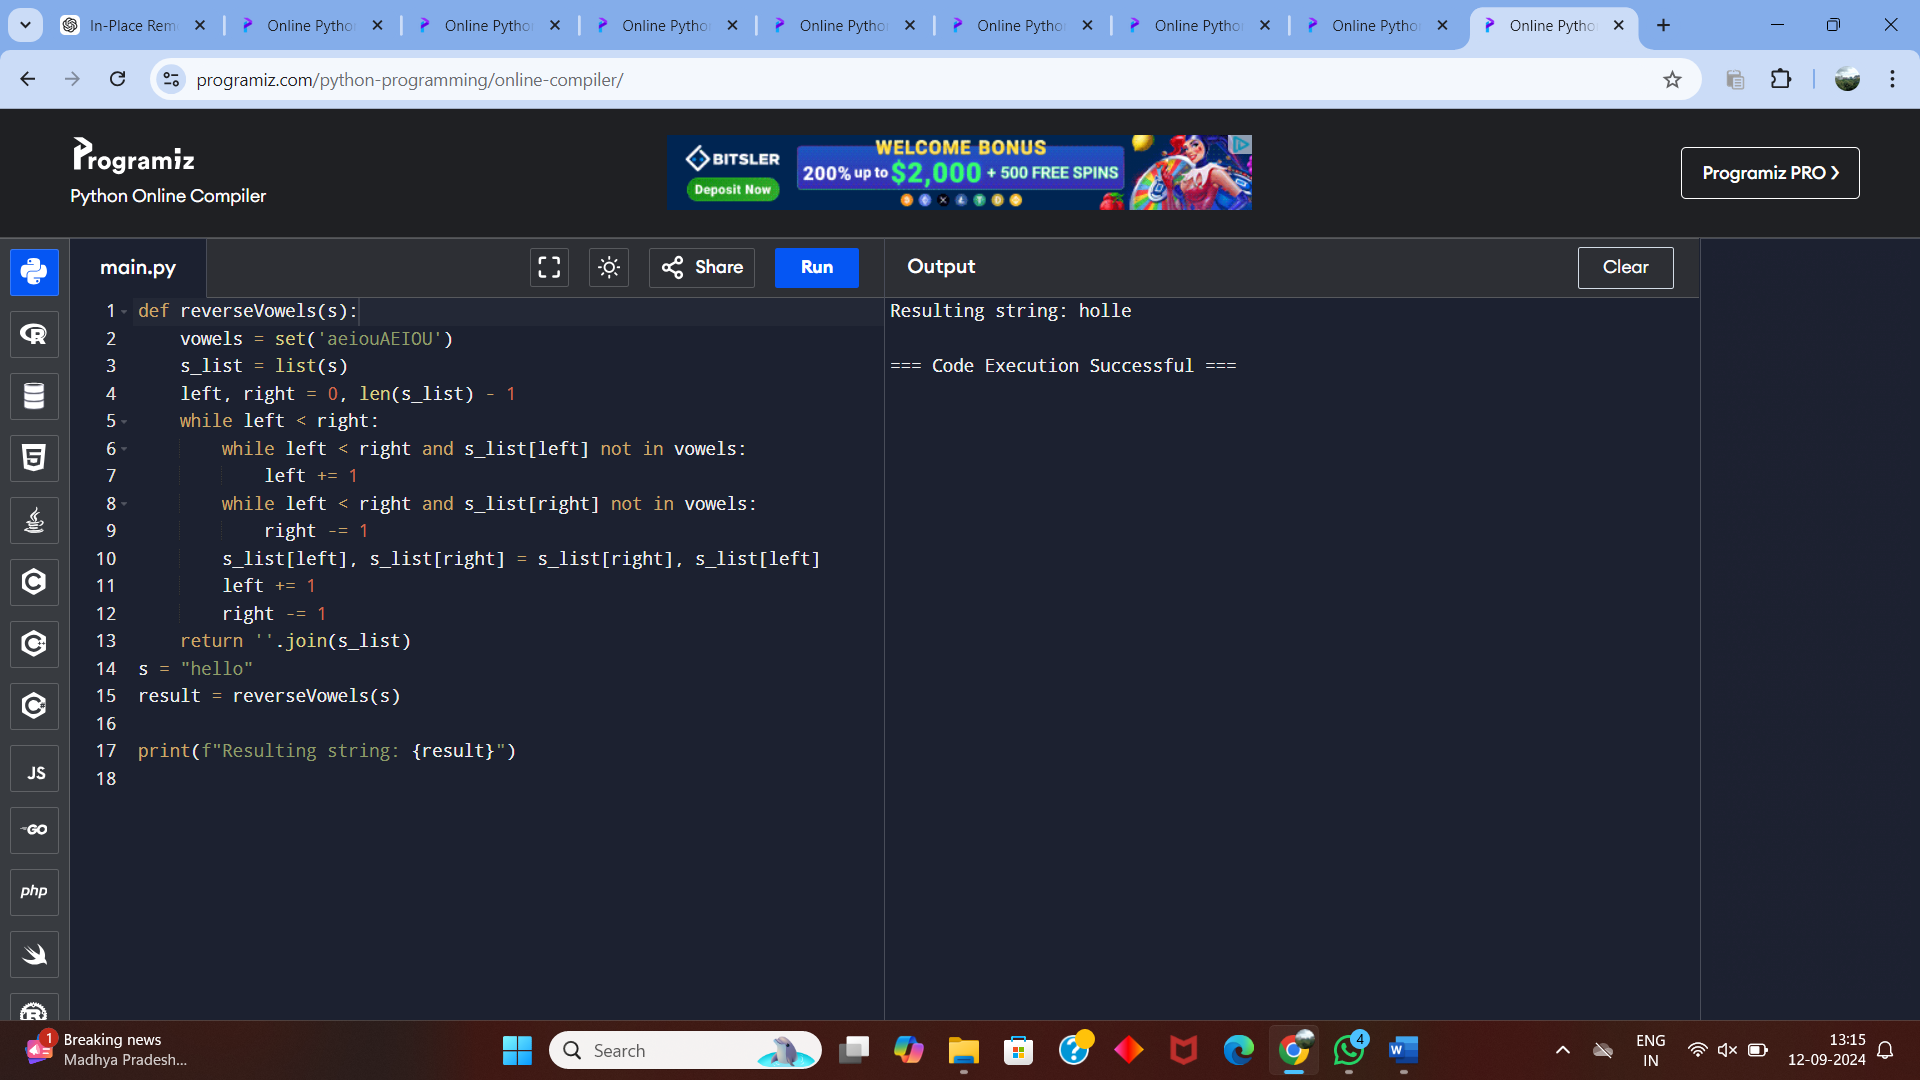 In-Place Rem
Online Pytho
Online Pytho
Online Pytho
Online Pytho
Online Pytho
Online Pytho
Online Pytho
Online Pytho
programiz.com/python-programming/online-compiler/
Programiz
Python Online Compiler
BITSLER
Deposit Now
WELCOME BONUS
200% up to $2,000 + 500 FREE SPINS
Programiz PRO
main.py
Share
Run
Output
Clear
1 def reverseVowels(s):
2 vowels = set('aeiouAEIOU')
3 s_list = list(s)
4 left, right = 0, len(s_list) - 1
5 while left < right:
6 while left < right and s_list[left] not in vowels:
7 left += 1
8 while left < right and s_list[right] not in vowels:
9 right -= 1
10 s_list[left], s_list[right] = s_list[right], s_list[left]
11 left += 1
12 right -= 1
13 return ''.join(s_list)
14 s = "hello"
15 result = reverseVowels(s)
16
17 print(f"Resulting string: {result}")
18
Resulting string: holle
=== Code Execution Successful ===
JS
GO
php
1
Breaking news
Madhya Pradesh...
Search
4
W
ENG
IN
13:15
12-09-2024